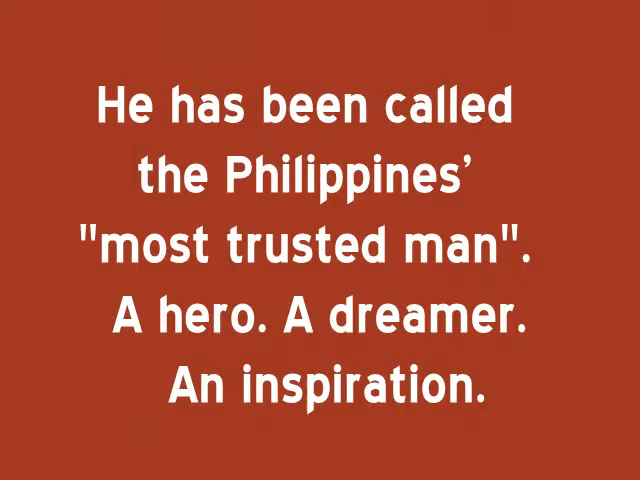 He has been called
the Philippines’
"most trusted man".
A hero. A dreamer.
An inspiration.